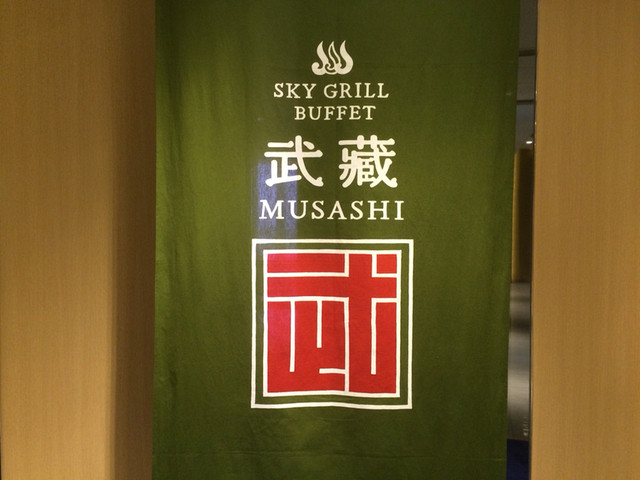 SKY GRILL
BUFFET
武藏
MUSASHI
武